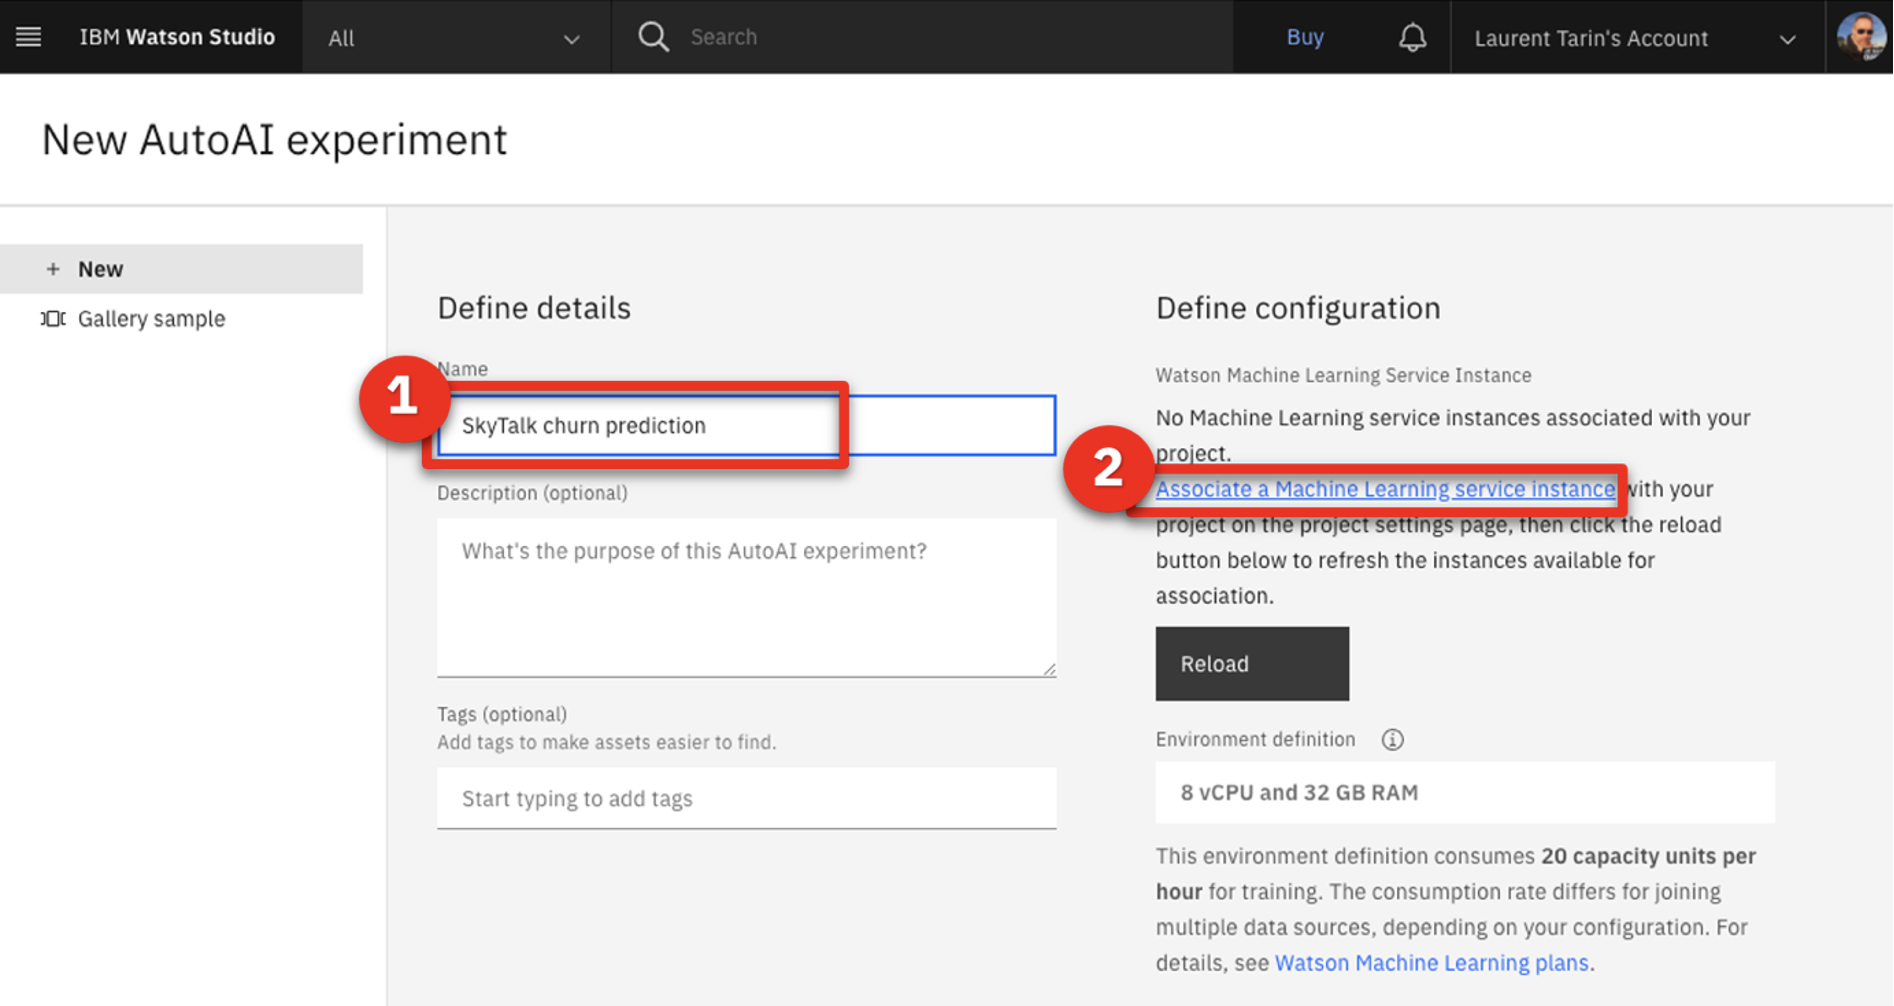 IBM Watson Studio
All
Search
Buy
Laurent Tarin's Account
New AutoAI experiment
+ New
Gallery sample
Define details
Name
1
SkyTalk churn prediction
Description (optional)
What's the purpose of this AutoAI experiment?
Tags (optional)
Add tags to make assets easier to find.
Start typing to add tags
Define configuration
Watson Machine Learning Service Instance
No Machine Learning service instances associated with your
project.
2
Associate a Machine Learning service instance with your
project on the project settings page, then click the reload
button below to refresh the instances available for
association.
Reload
Environment definition
8 vCPU and 32 GB RAM
This environment definition consumes 20 capacity units per
hour for training. The consumption rate differs for joining
multiple data sources, depending on your configuration. For
details, see Watson Machine Learning plans.